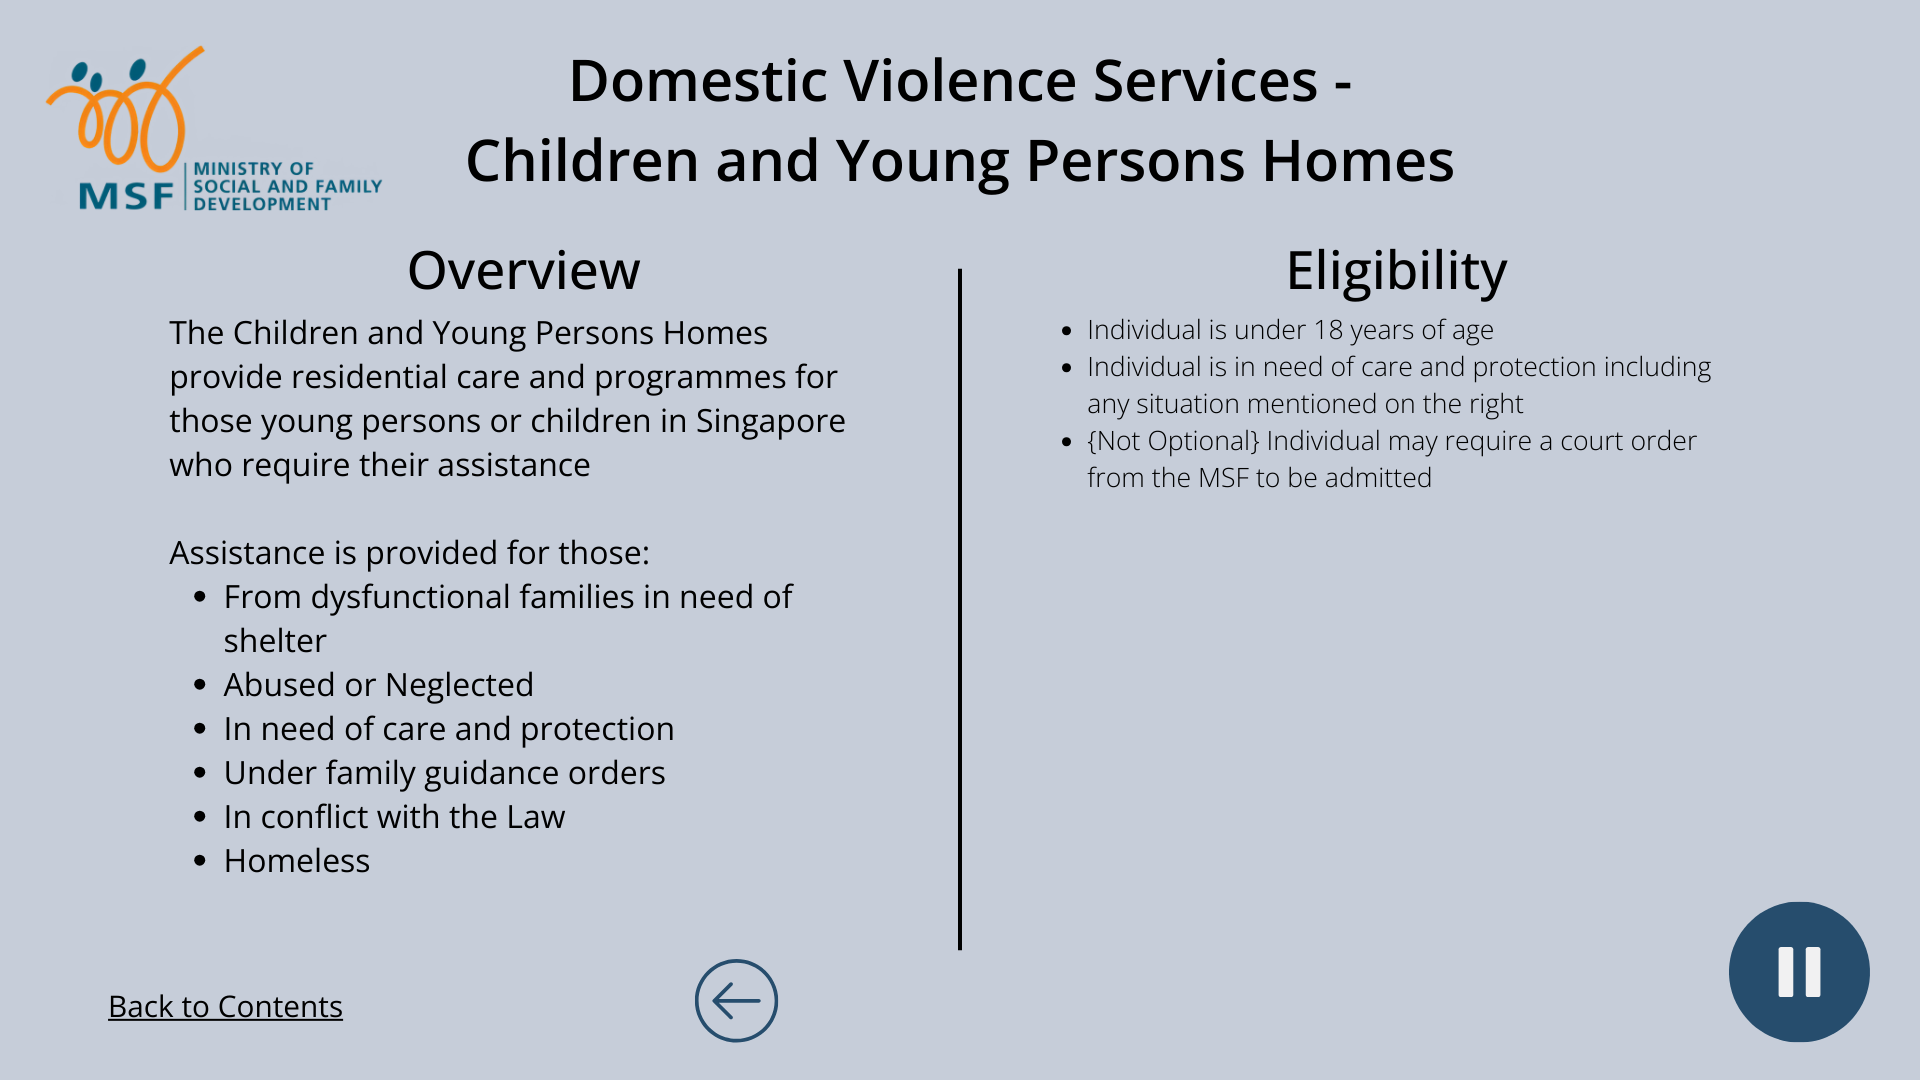 MSF
MINISTRY OF
SOCIAL AND FAMILY
DEVELOPMENT
Domestic Violence Services -
Children and Young Persons Homes
Overview
The Children and Young Persons Homes
provide residential care and programmes for
those young persons or children in Singapore
who require their assistance
Assistance is provided for those:
• From dysfunctional families in need of
shelter
• Abused or Neglected
• In need of care and protection
• Under family guidance orders
• In conflict with the Law
• Homeless
Eligibility
• Individual is under 18 years of age
• Individual is in need of care and protection including
any situation mentioned on the right
• {Not Optional} Individual may require a court order
from the MSF to be admitted
Back to Contents